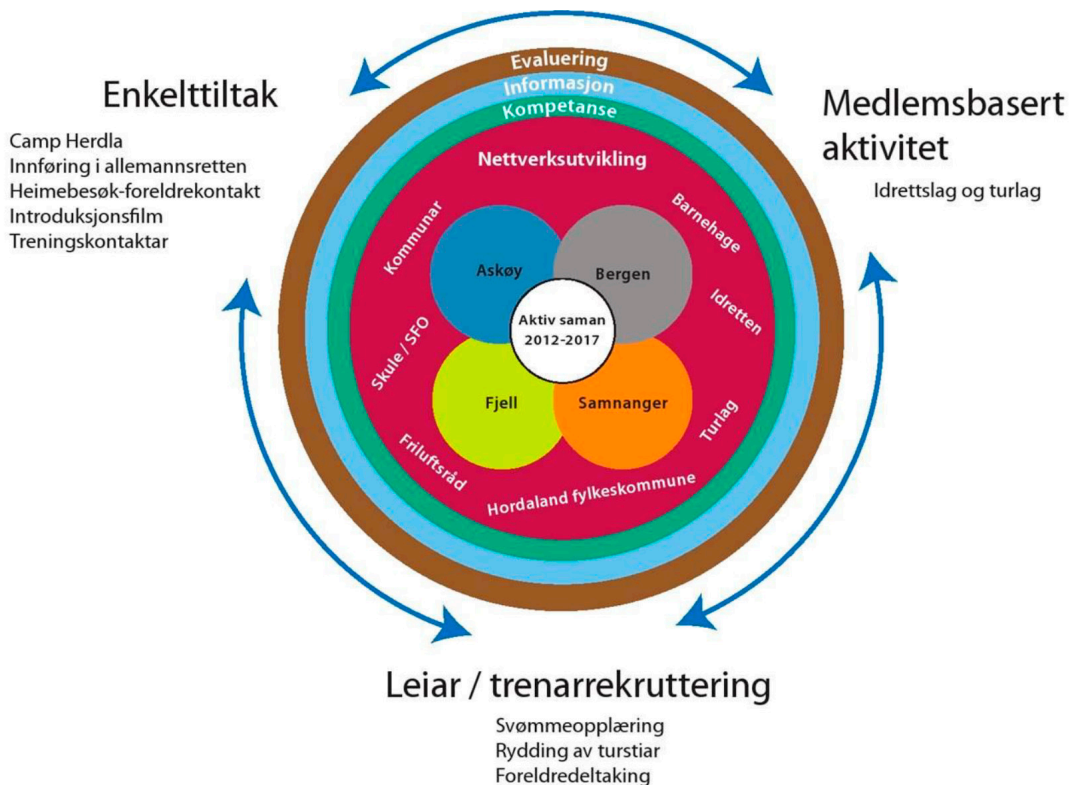 Enkelttiltak
Camp Herdla
Innføring i allemannsretten
Heimebesøk-foreldrekontakt
Introduksjonsfilm
Treningskontaktar
Medlemsbasert
aktivitet
Idrettslag og turlag
Evaluering
Informasjon
Kompetanse
Nettverksutvikling
Kommunar
Barnehage
Skule / SFO
Idretten
Friluftsråd
Turlag
Hordaland fylkeskommune
Askøy
Bergen
Aktiv saman
2012-2017
Fjell
Samnanger
Leiar / trenarrekruttering
Svømmeopplæring
Rydding av turstiar
Foreldredeltaking